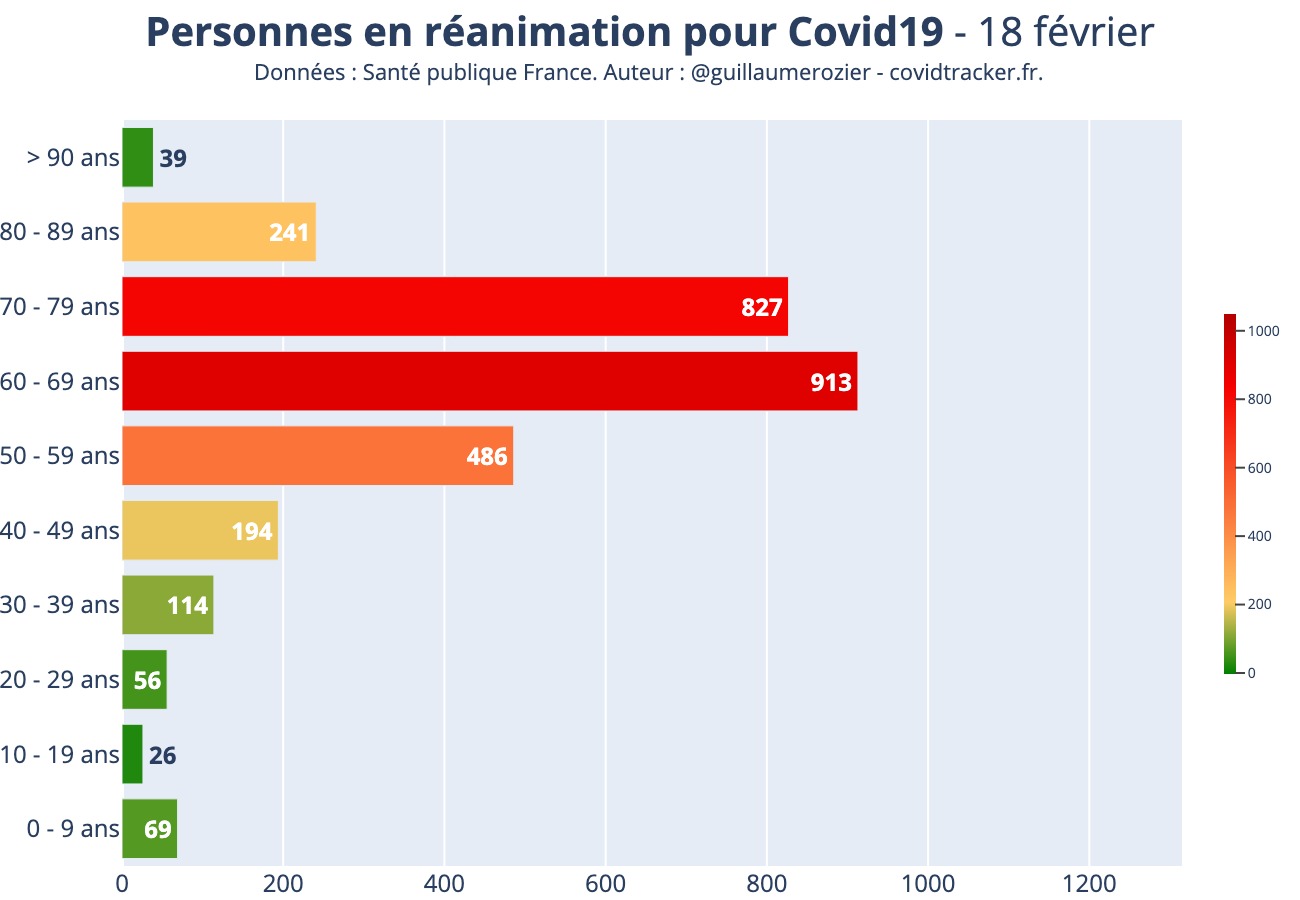 Personnes en réanimation pour Covid19 - 18 février
Données : Santé publique France. Auteur : @guillaumerozier - covidtracker.fr.
> 90 ans 39
80 - 89 ans 241
70 - 79 ans 827
60 - 69 ans 913
50 - 59 ans 486
40 - 49 ans 194
30 - 39 ans 114
20 - 29 ans 56
10 - 19 ans 26
0 - 9 ans 69
0 200 400 600 800 1000 1200
1000
800
600
400
200
0